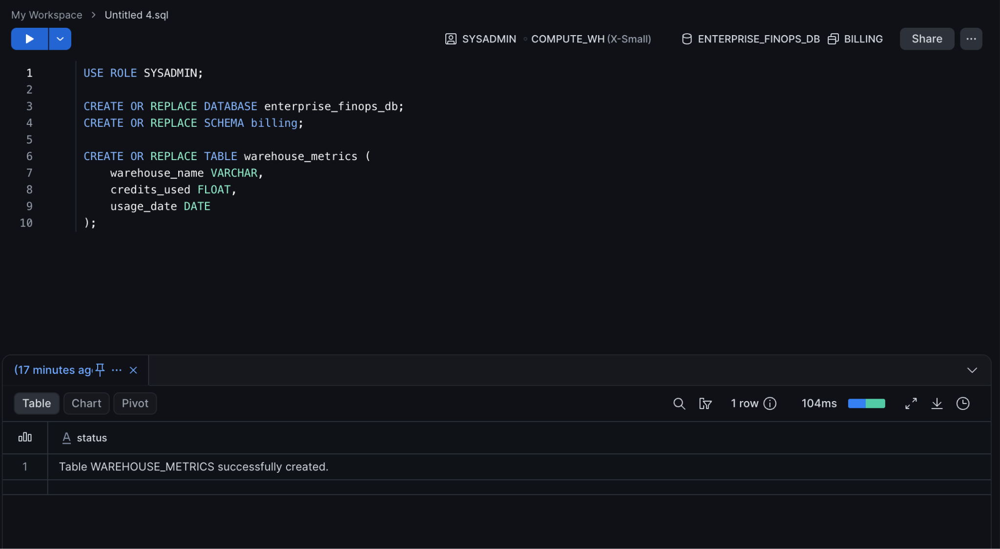 My Workspace > Untitled 4.sql
SYSADMIN COMPUTE_WH (X-Small) ENTERPRISE_FINOPS_DB BILLING Share ...
1 USE ROLE SYSADMIN;
2
3 CREATE OR REPLACE DATABASE enterprise_finops_db;
4 CREATE OR REPLACE SCHEMA billing;
5
6 CREATE OR REPLACE TABLE warehouse_metrics (
7 warehouse_name VARCHAR,
8 credits_used FLOAT,
9 usage_date DATE
10 );
(17 minutes ag
Table Chart Pivot 1 row 104ms
A status
1 Table WAREHOUSE_METRICS successfully created.